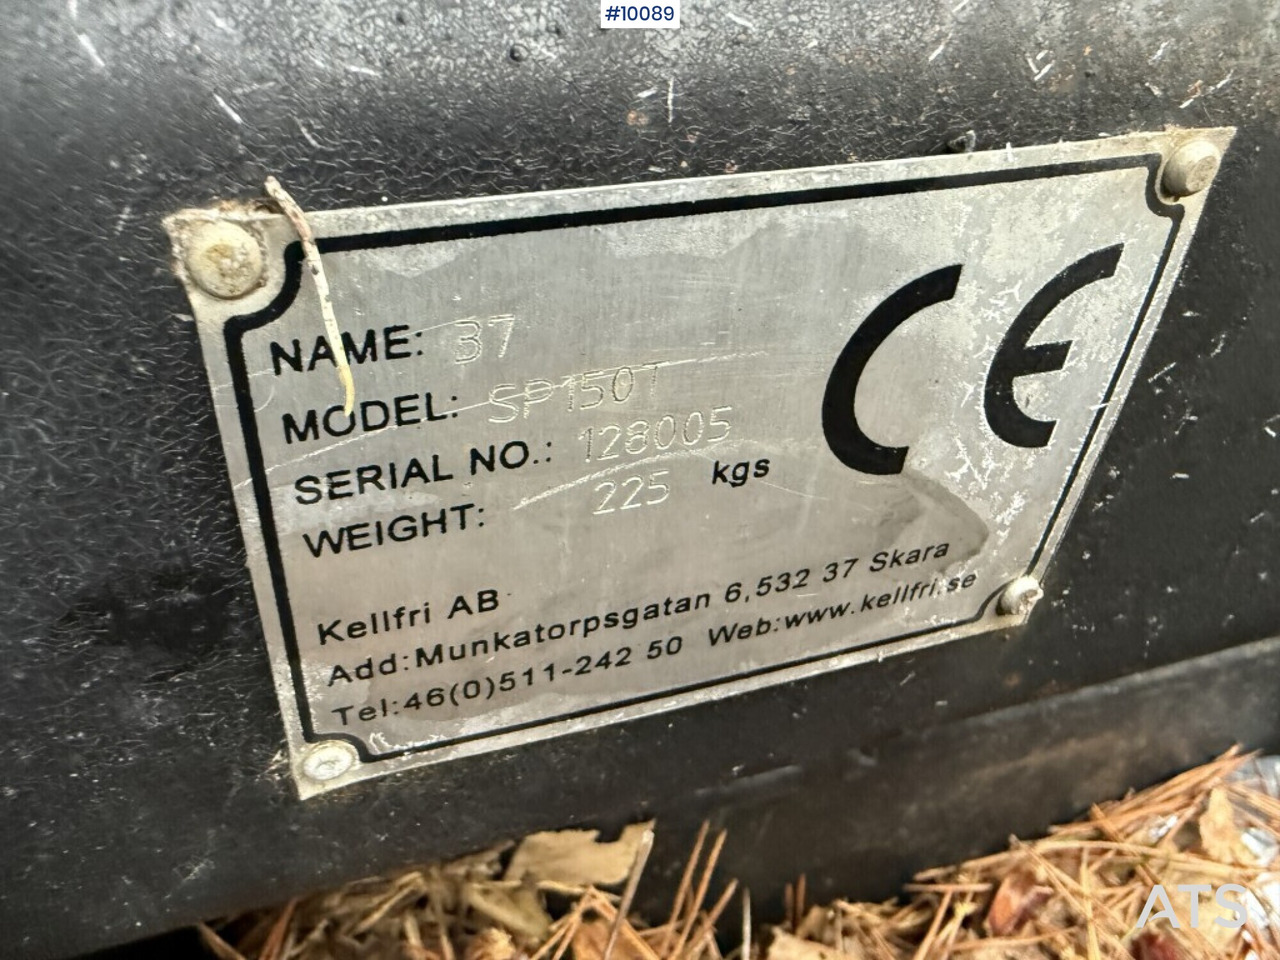 #10089
NAME: 37
MODEL: SP150T
SERIAL NO.: 128005
WEIGHT: 225 kgs
CE
Kellfri AB
Add:Munkatorpsgatan 6,532 37 Skara
Tel:46(0)511-242 50 Web:www.kellfri.se
ATS